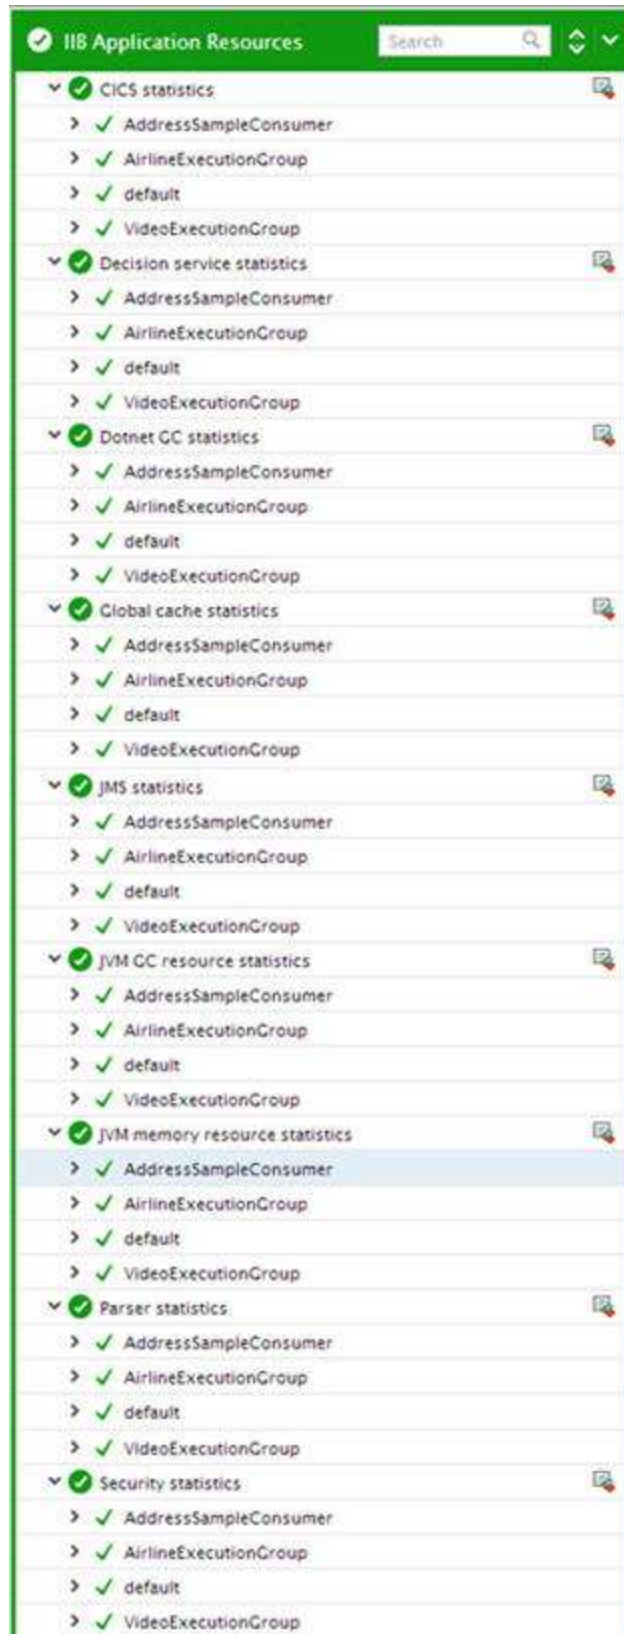 IIB Application Resources Search
CICS statistics
AddressSampleConsumer
AirlineExecutionGroup
default
VideoExecutionGroup
Decision service statistics
AddressSampleConsumer
AirlineExecutionGroup
default
VideoExecutionGroup
Dotnet GC statistics
AddressSampleConsumer
AirlineExecutionGroup
default
VideoExecutionGroup
Global cache statistics
AddressSampleConsumer
AirlineExecutionGroup
default
VideoExecutionGroup
JMS statistics
AddressSampleConsumer
AirlineExecutionGroup
default
VideoExecutionGroup
JVM GC resource statistics
AddressSampleConsumer
AirlineExecutionGroup
default
VideoExecutionGroup
JVM memory resource statistics
AddressSampleConsumer
AirlineExecutionGroup
default
VideoExecutionGroup
Parser statistics
AddressSampleConsumer
AirlineExecutionGroup
default
VideoExecutionGroup
Security statistics
AddressSampleConsumer
AirlineExecutionGroup
default
VideoExecutionGroup